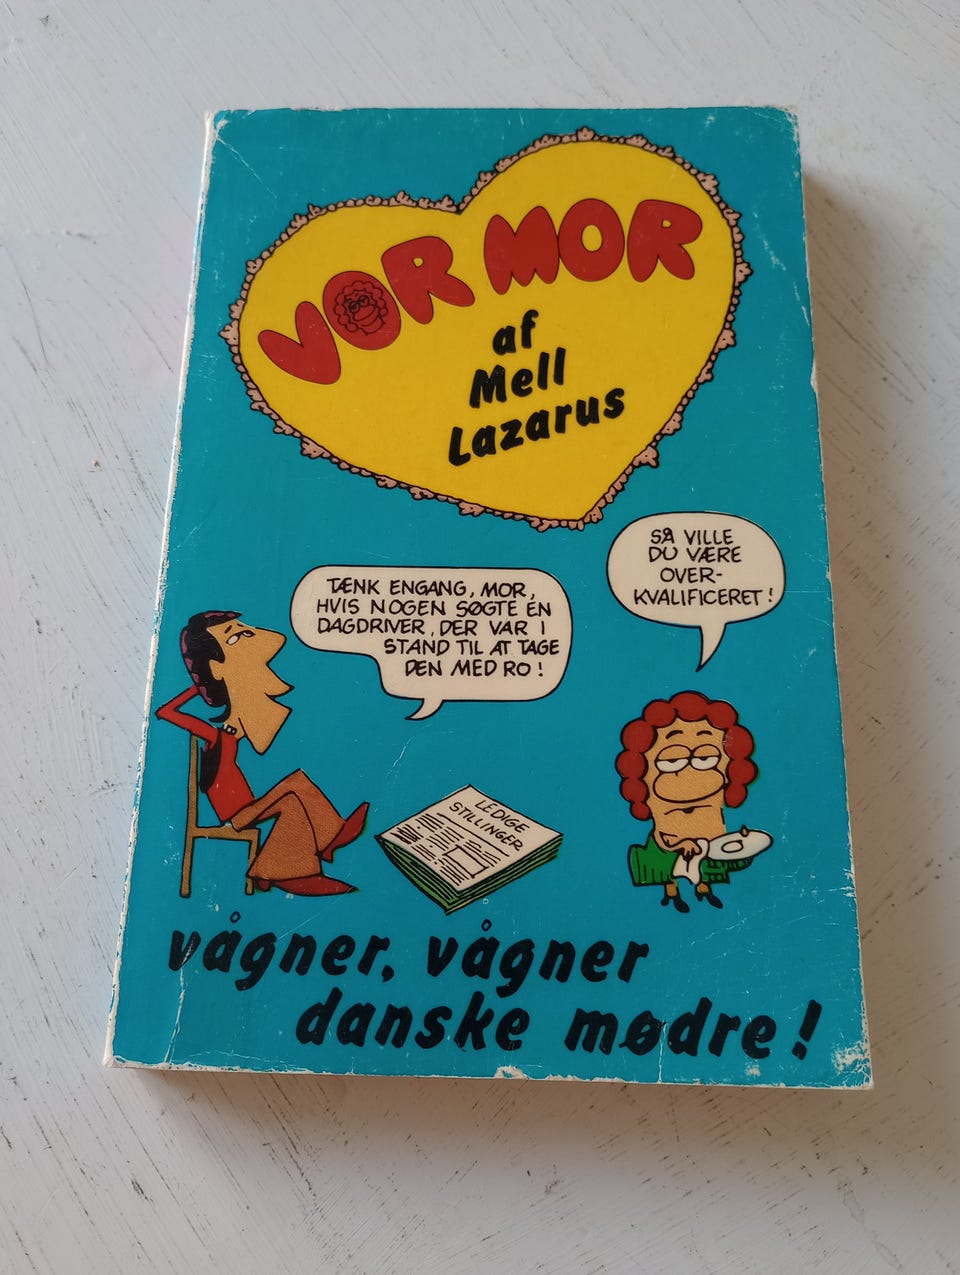 VOR MOR
af
Mell
Lazarus
TÆNK ENGANG, MOR,
HVIS NOGEN SØGTE ÉN
DAGDRIVER, DER VAR I
STAND TIL AT TAGE
DEN MED RO!
SÅ VILLE
DU VÆRE
OVER-
KVALIFICERET!
LEDIGE
STILLINGER
vågner, vågner
danske mødre!